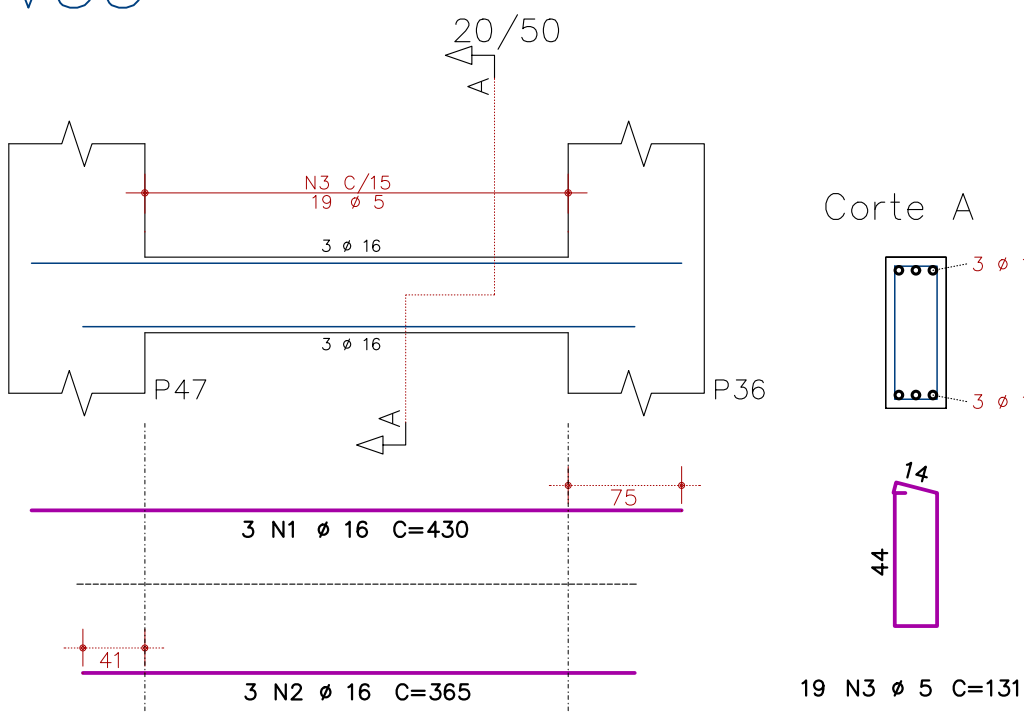 20/50
A
N3 C/15
19 ø 5
3 ø 16
Corte A
3 ø
3 ø 16
P47
P36
3 ø
A
14
75
3 N1 ø 16 C=430
44
41
3 N2 ø 16 C=365
19 N3 ø 5 C=131